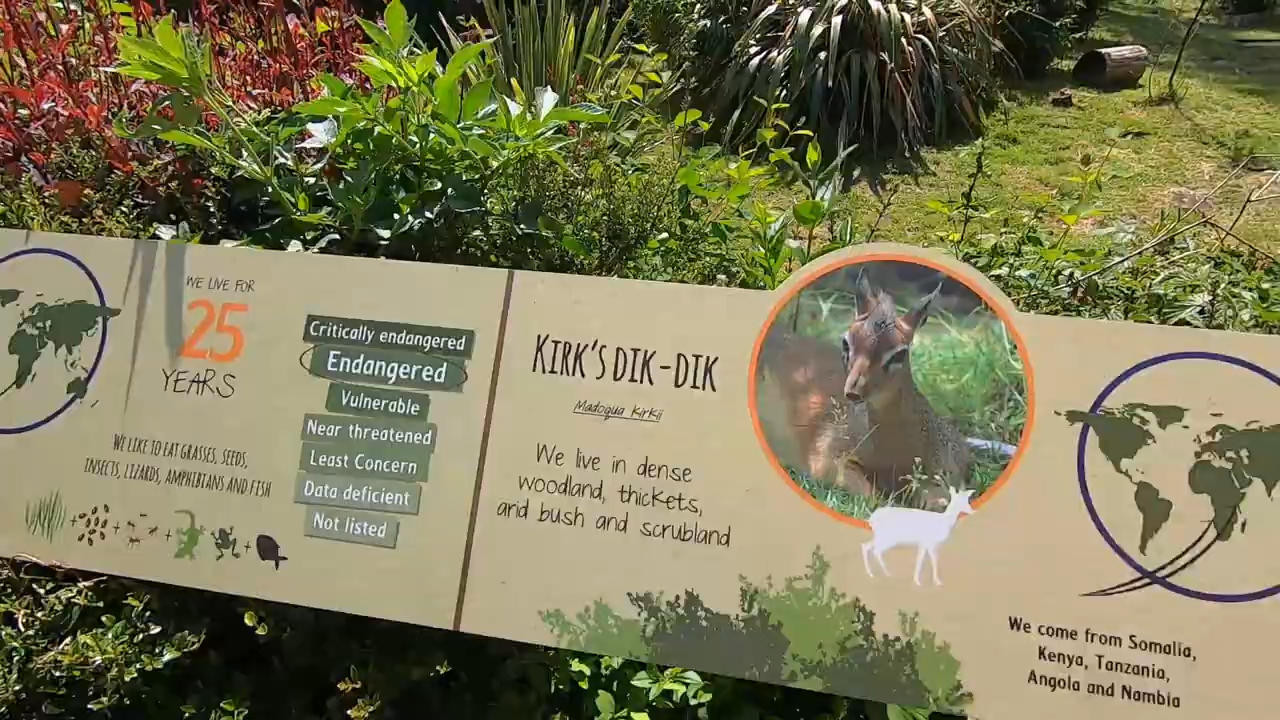 WE LIVE FOR
25
YEARS
WE LIKE TO EAT GRASSES, SEEDS,
INSECTS, LIZARDS, AMPHIBIANS AND FISH
Critically endangered
Endangered
Vulnerable
Near threatened
Least Concern
Data deficient
Not listed
KIRK'S DIK-DIK
Madoqua Kirkii
We live in dense
woodland, thickets,
and bush and scrubland
We come from Somalia,
Kenya, Tanzania,
Angola and Nambia